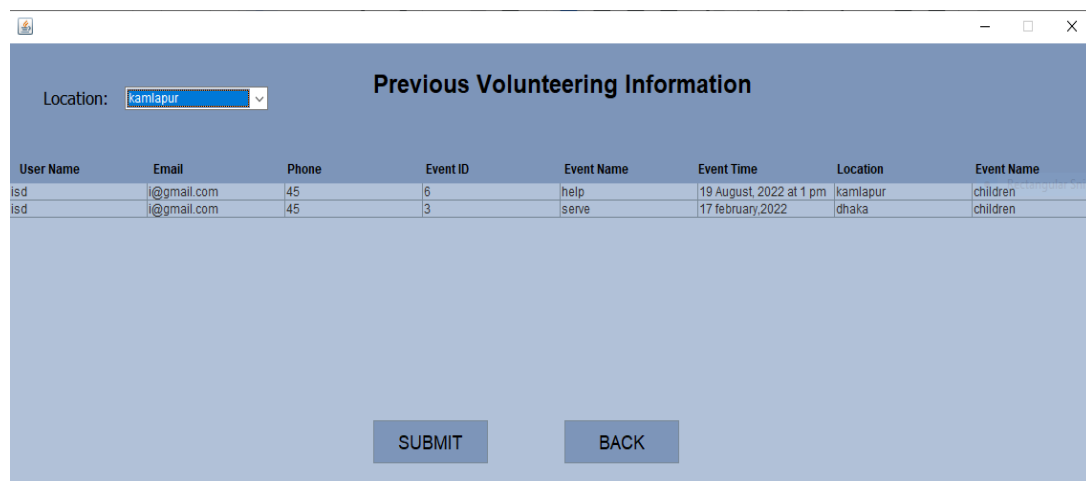 Previous Volunteering Information
Location: kamlapur
User Name Email Phone Event ID Event Name Event Time Location Event Name
isd i@gmail.com 45 6 help 19 August, 2022 at 1 pm kamlapur children
isd i@gmail.com 45 3 serve 17 february,2022 dhaka children
SUBMIT BACK